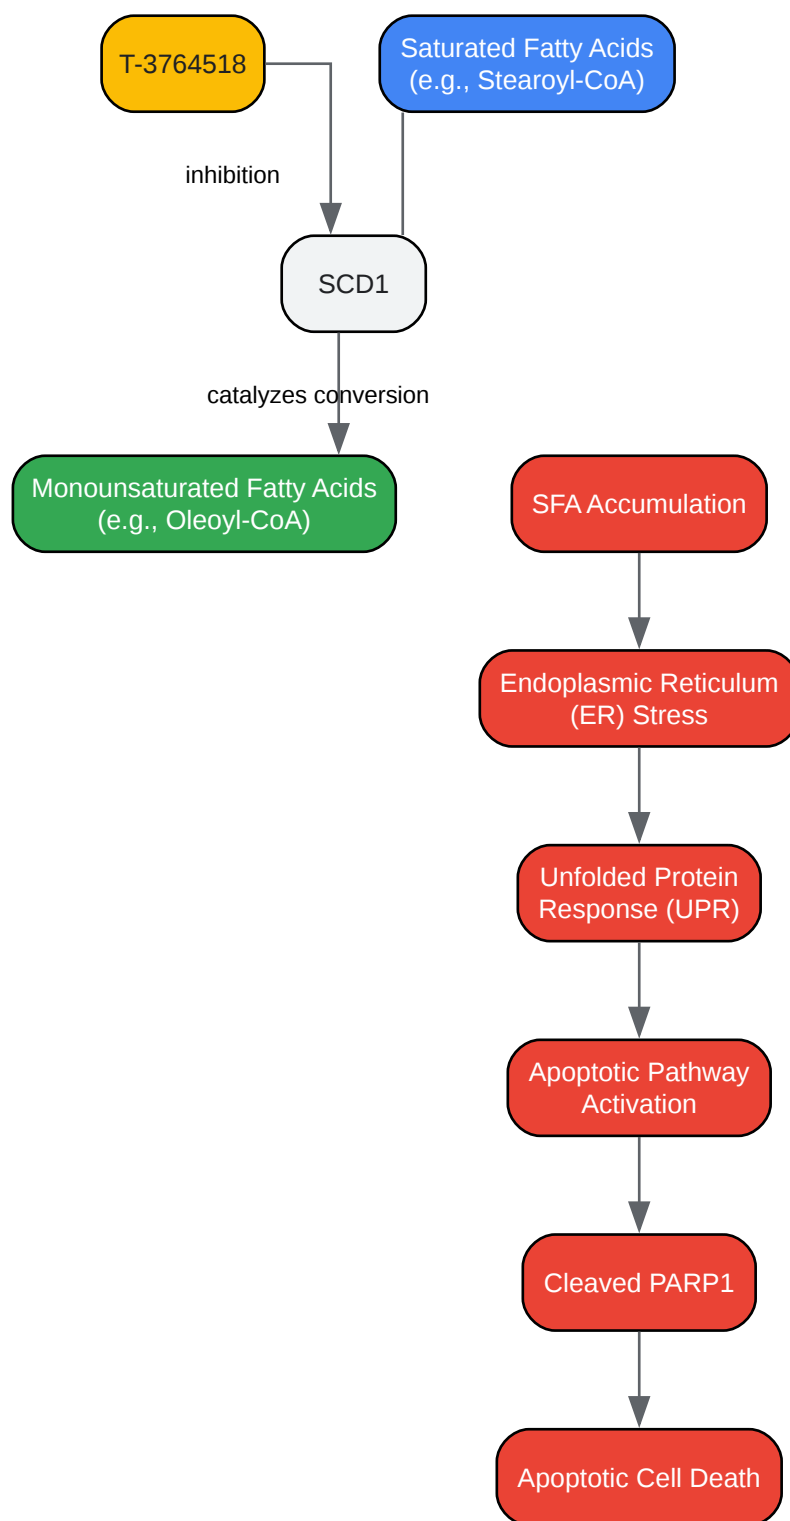 T-3764518
Saturated Fatty Acids
(e.g., Stearoyl-CoA)
inhibition
SCD1
catalyzes conversion
Monounsaturated Fatty Acids
(e.g., Oleoyl-CoA)
SFA Accumulation
Endoplasmic Reticulum
(ER) Stress
Unfolded Protein
Response (UPR)
Apoptotic Pathway
Activation
Cleaved PARP1
Apoptotic Cell Death